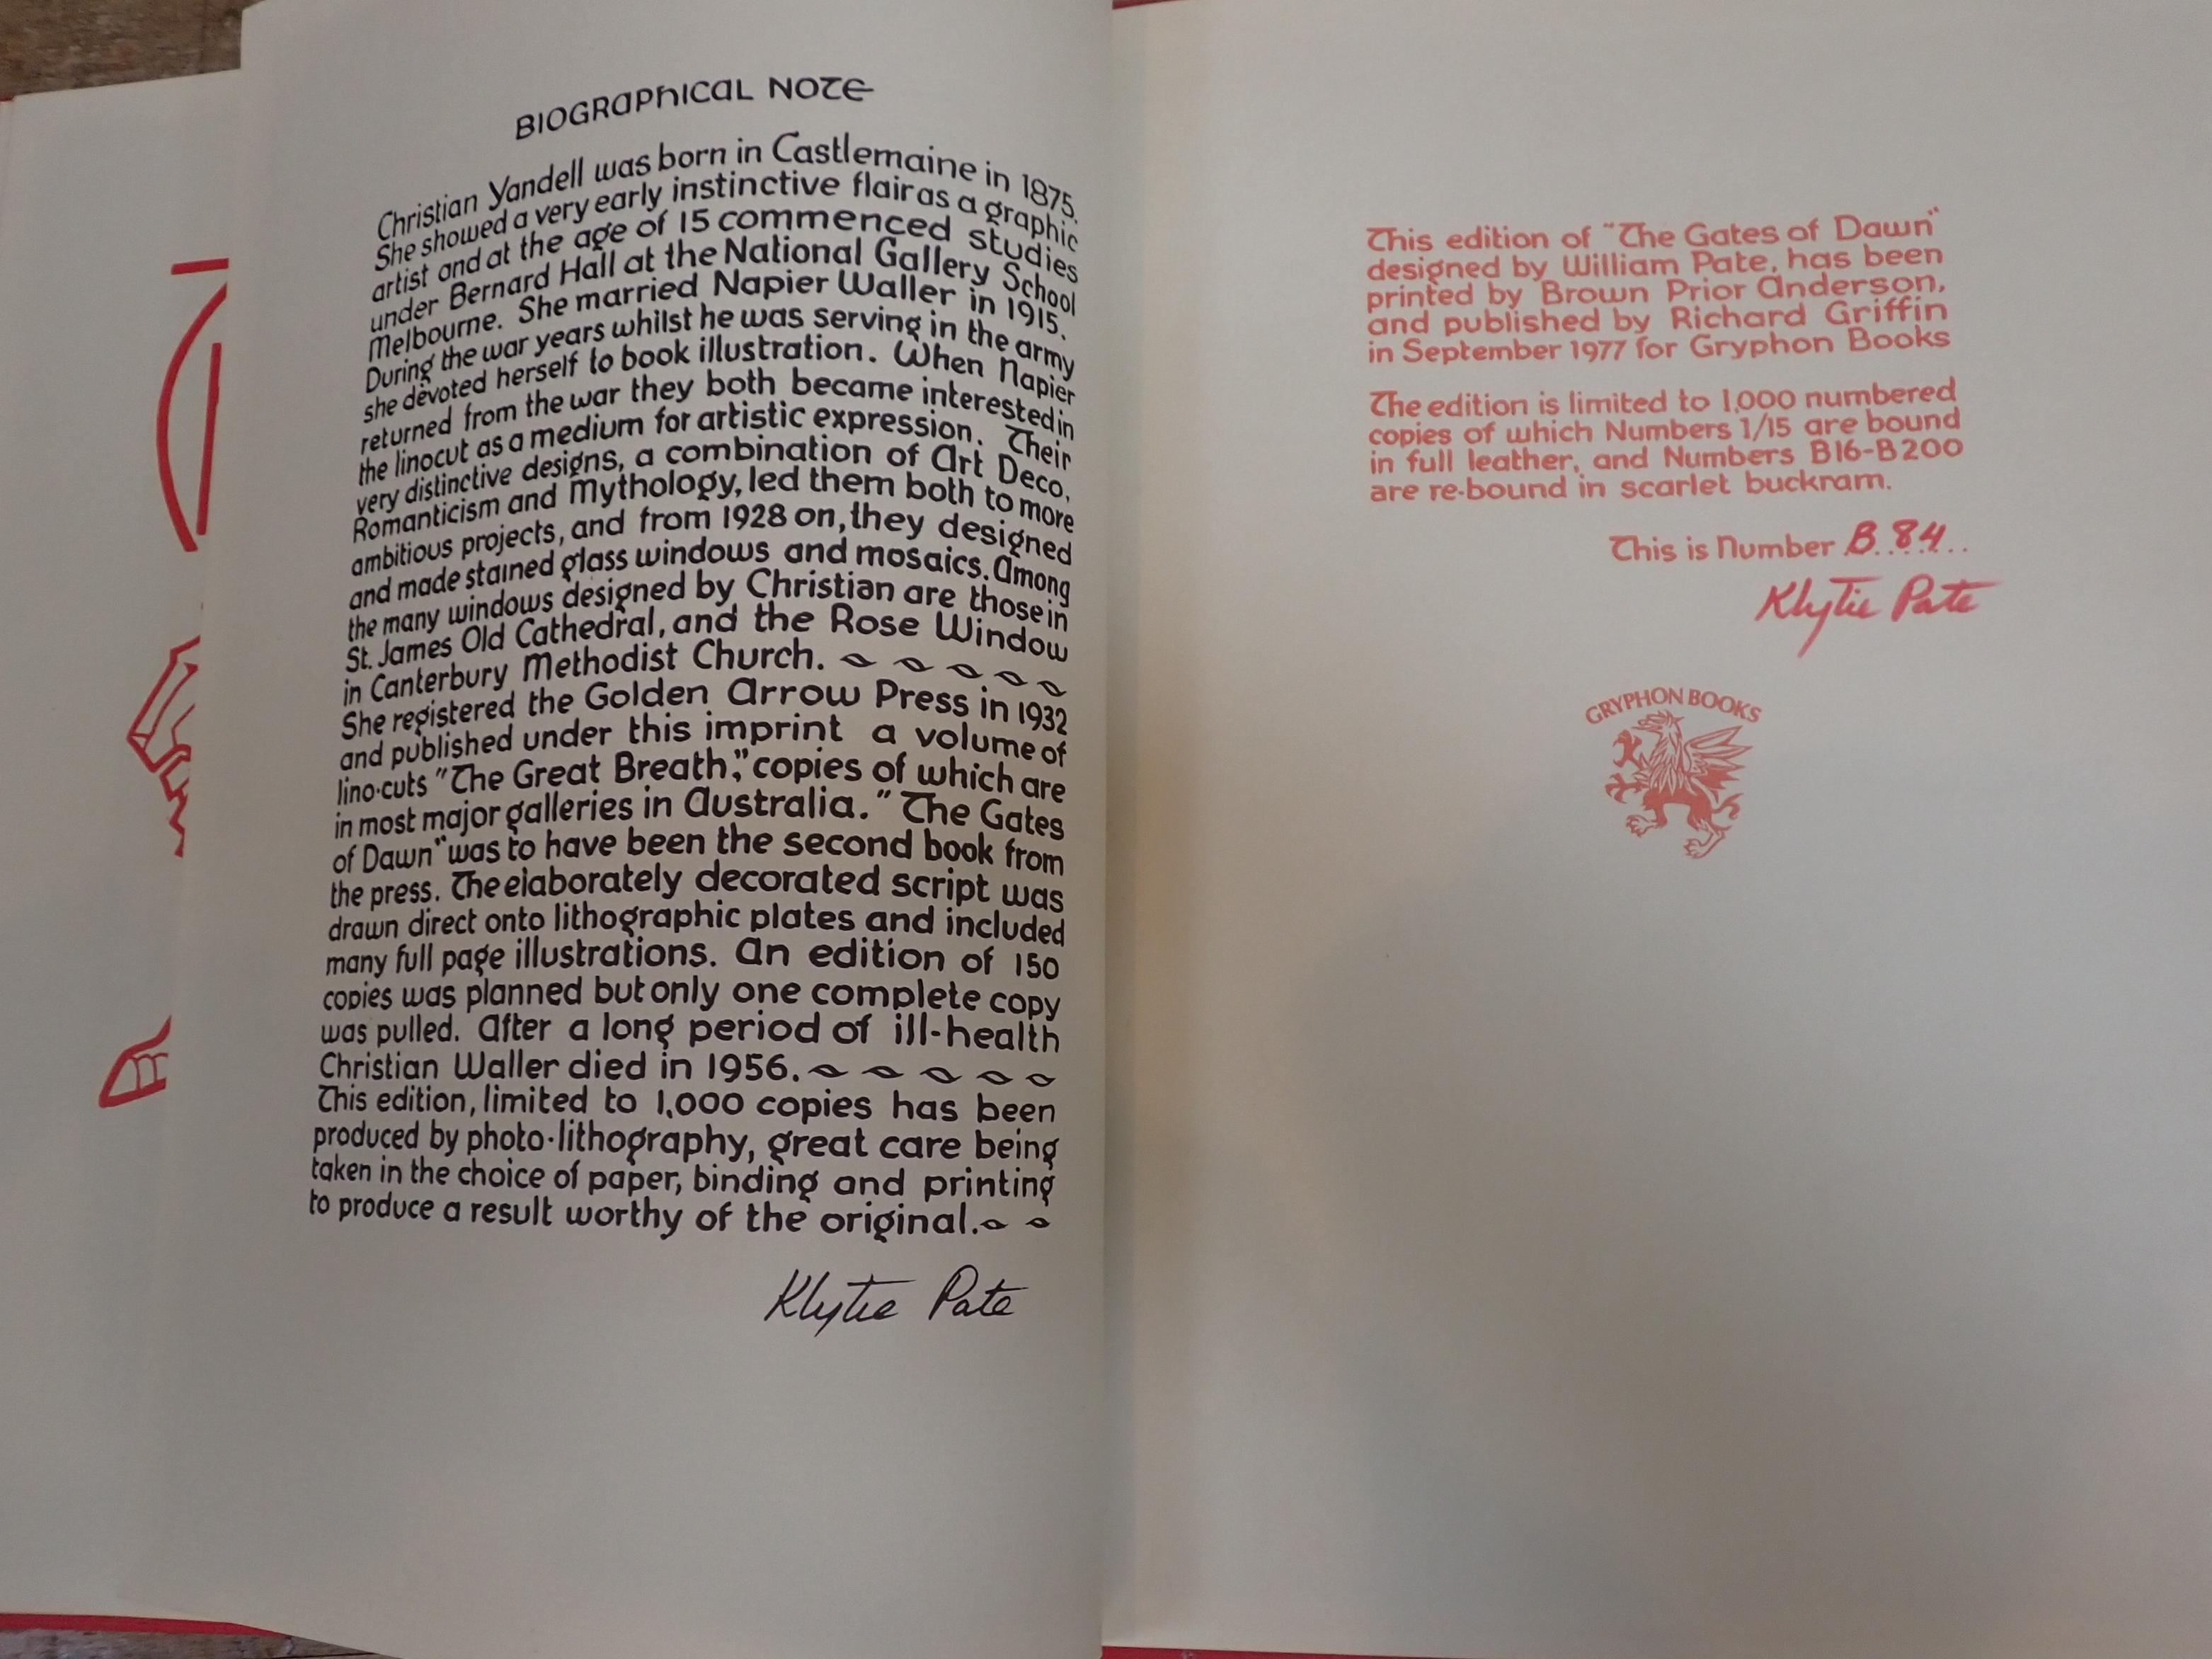 BIOGRAPHICAL NOTE
Christian Yandell was born in Castlemaine in 1875.
She showed a very early instinctive flair as a graphic
artist and at the age of 15 commenced studies
under Bernard Hall at the National Gallery School
Melbourne. She married Napier Waller in 1915.
During the war years whilst he was serving in the army
she devoted herself to book illustration. When Napier
returned from the war they both became interested in
the linocut as a medium for artistic expression. Their
very distinctive designs, a combination of Art Deco,
Romanticism and Mythology, led them both to more
ambitious projects, and from 1928 on, they designed
and made stained glass windows and mosaics. Among
the many windows designed by Christian are those in
St. James Old Cathedral, and the Rose Window
in Canterbury Methodist Church.
She registered the Golden Arrow Press in 1932
and published under this imprint a volume of
lino-cuts "The Great Breath," copies of which are
in most major galleries in Australia. "The Gates
of Dawn" was to have been the second book from
the press. The elaborately decorated script was
drawn direct onto lithographic plates and included
many full page illustrations. An edition of 150
copies was planned but only one complete copy
was pulled. After a long period of ill-health
Christian Waller died in 1956.
This edition, limited to 1,000 copies has been
produced by photo-lithography, great care being
taken in the choice of paper, binding and printing
to produce a result worthy of the original.
Klytie Pate
This edition of "The Gates of Dawn"
designed by William Pate, has been
printed by Brown Prior Anderson,
and published by Richard Griffin
in September 1977 for Gryphon Books
The edition is limited to 1,000 numbered
copies of which Numbers 1/15 are bound
in full leather, and Numbers B16-B200
are re-bound in scarlet buckram.
This is Number B.84..
Klytie Pate
GRYPHON BOOKS